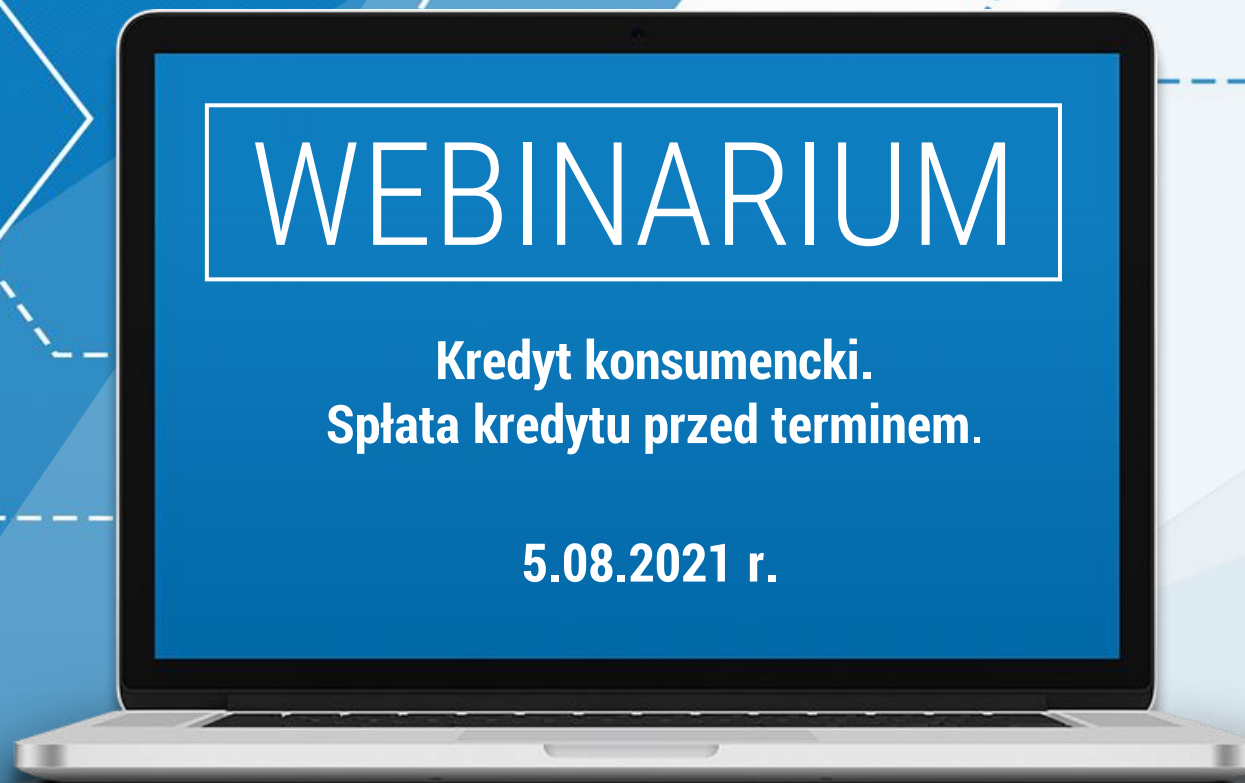 WEBINARIUM
Kredyt konsumencki.
Spłata kredytu przed terminem.
5.08.2021 r.